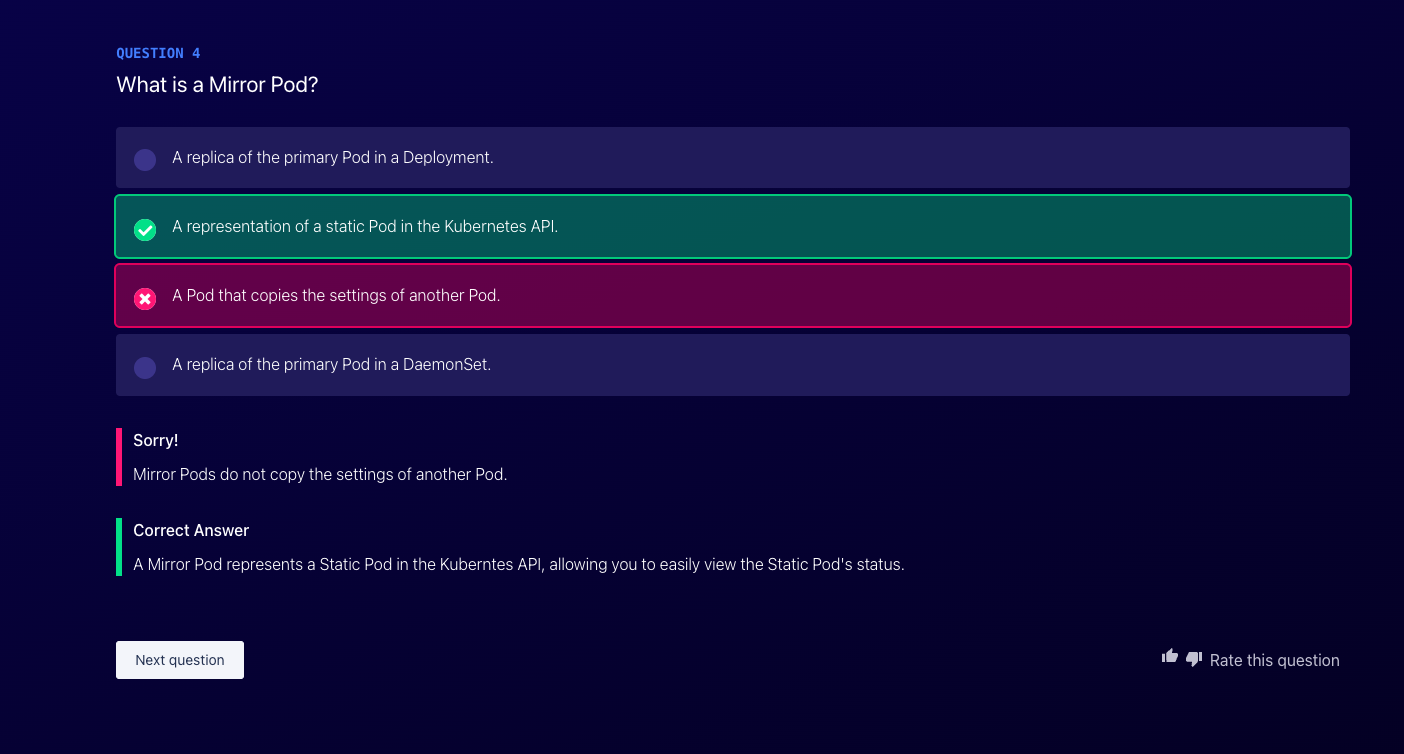 QUESTION 4
What is a Mirror Pod?
A replica of the primary Pod in a Deployment.
A representation of a static Pod in the Kubernetes API.
A Pod that copies the settings of another Pod.
A replica of the primary Pod in a DaemonSet.
Sorry!
Mirror Pods do not copy the settings of another Pod.
Correct Answer
A Mirror Pod represents a Static Pod in the Kuberntes API, allowing you to easily view the Static Pod's status.
Next question
Rate this question